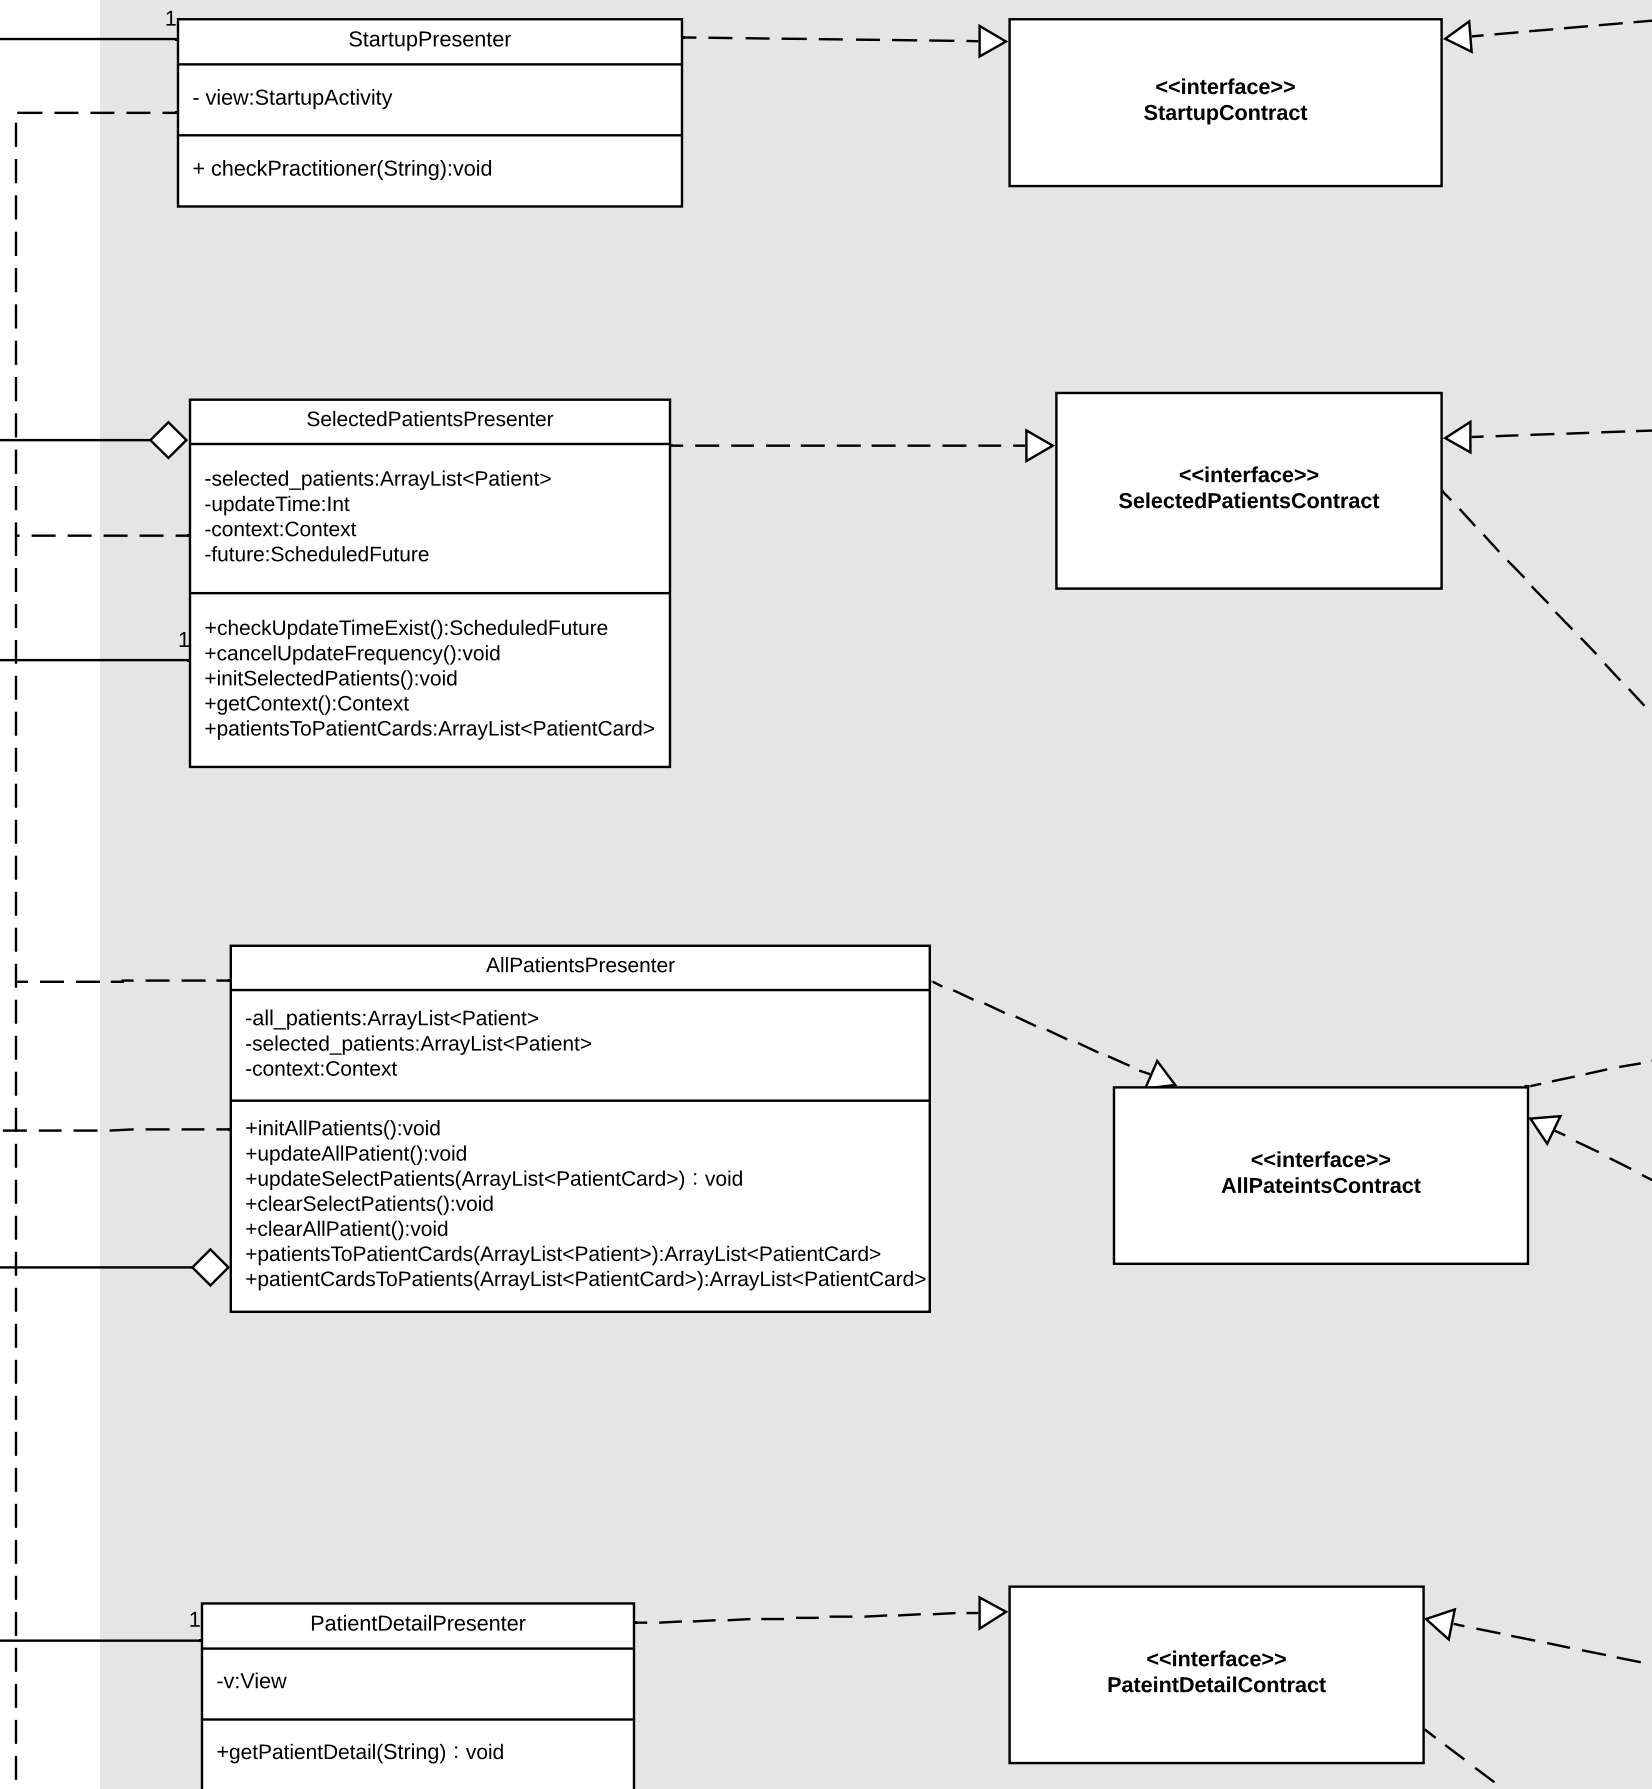 1
StartupPresenter
- view:StartupActivity
+ checkPractitioner(String):void
<<interface>>
StartupContract
SelectedPatientsPresenter
-selected_patients:ArrayList<Patient>
-updateTime:Int
-context:Context
-future:ScheduledFuture
1
+checkUpdateTimeExist():ScheduledFuture
+cancelUpdateFrequency():void
+initSelectedPatients():void
+getContext():Context
+patientsToPatientCards:ArrayList<PatientCard>
<<interface>>
SelectedPatientsContract
AllPatientsPresenter
-all_patients:ArrayList<Patient>
-selected_patients:ArrayList<Patient>
-context:Context
+initAllPatients():void
+updateAllPatient():void
+updateSelectPatients(ArrayList<PatientCard>)：void
+clearSelectPatients():void
+clearAllPatient():void
+patientsToPatientCards(ArrayList<Patient>):ArrayList<PatientCard>
+patientCardsToPatients(ArrayList<PatientCard>):ArrayList<PatientCard>
<<interface>>
AllPateintsContract
1
PatientDetailPresenter
-v:View
+getPatientDetail(String)：void
<<interface>>
PateintDetailContract